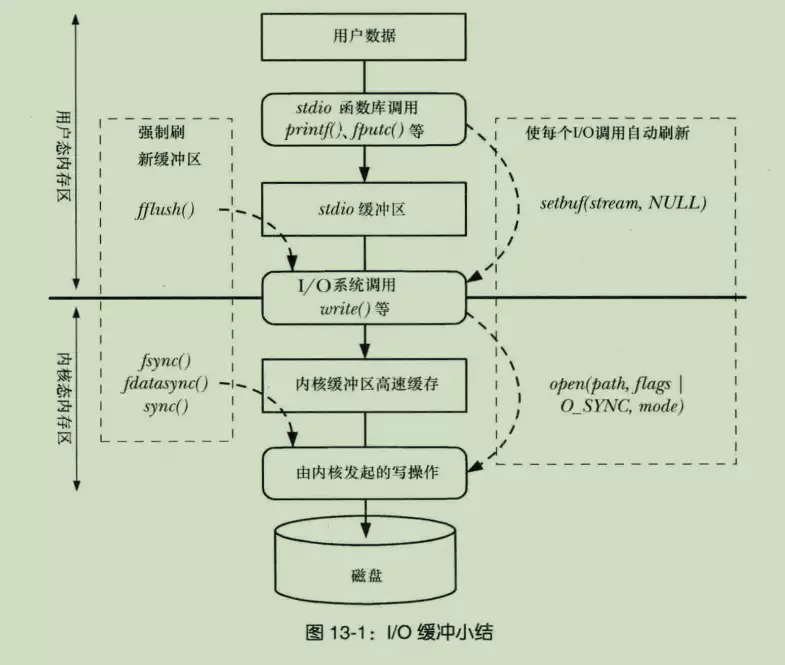 用户数据
用户态内存区
stdio 函数库调用
printf()、fputc() 等
强制刷
新缓冲区
fflush()
使每个I/O调用自动刷新
setbuf(stream, NULL)
stdio 缓冲区
I/O系统调用
write() 等
内核态内存区
fsync()
fdatasync()
sync()
内核缓冲区高速缓存
open(path, flags |
O_SYNC, mode)
由内核发起的写操作
磁盘
图 13-1：I/O 缓冲小结